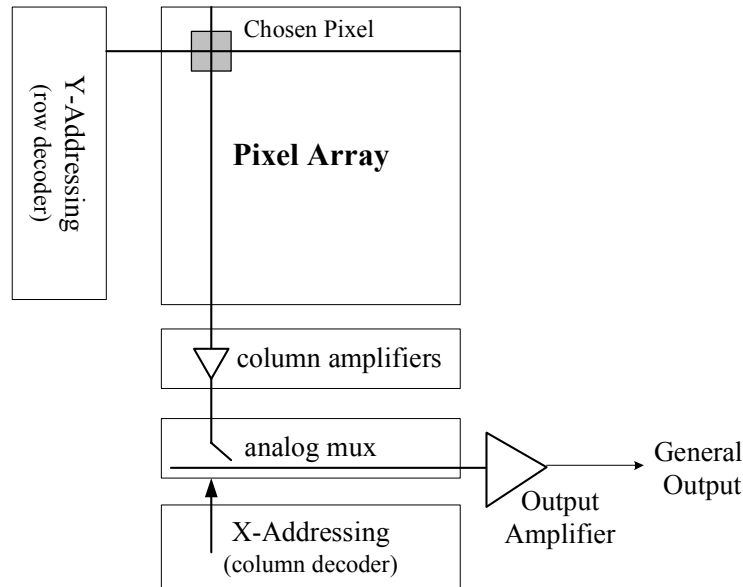 Chosen Pixel
Y-Addressing
(row decoder)
Pixel Array
column amplifiers
analog mux
General
Output
Output
Amplifier
X-Addressing
(column decoder)